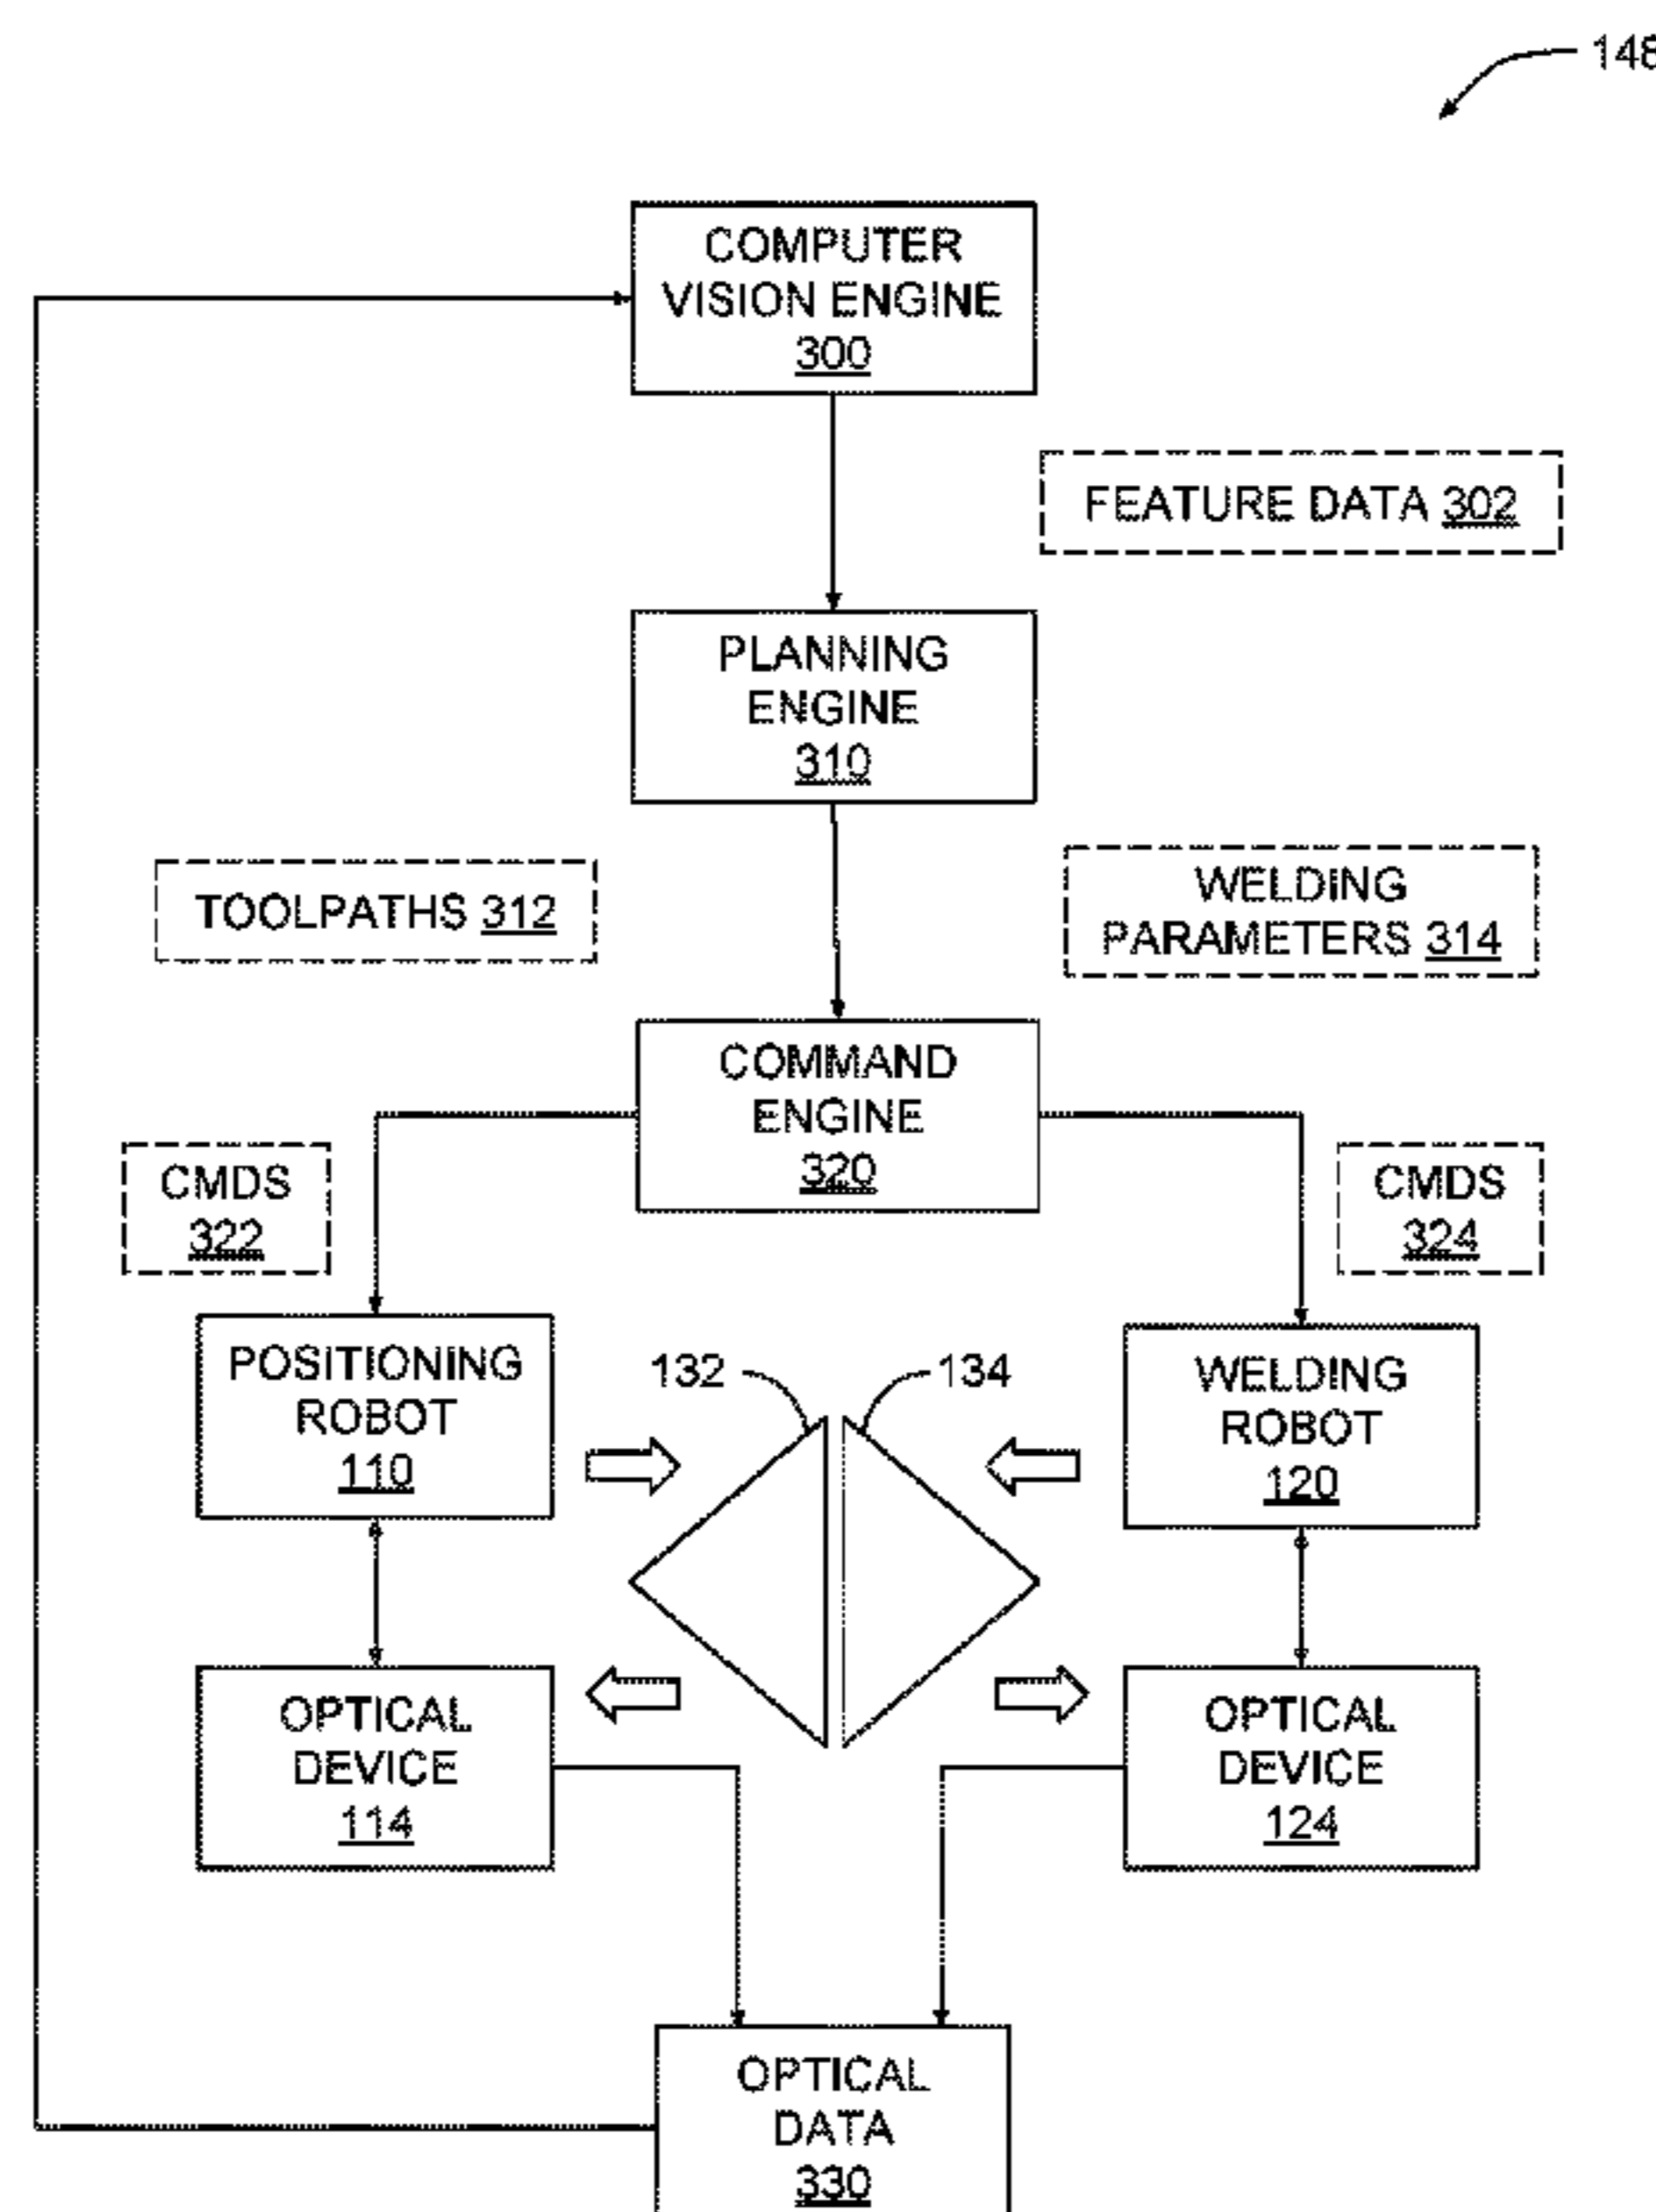 148
COMPUTER
VISION ENGINE
300
FEATURE DATA 302
PLANNING
ENGINE
310
TOOLPATHS 312
WELDING
PARAMETERS 314
COMMAND
ENGINE
320
CMDS
322
CMDS
324
POSITIONING
ROBOT
110
132
134
WELDING
ROBOT
120
OPTICAL
DEVICE
114
OPTICAL
DEVICE
124
OPTICAL
DATA
330